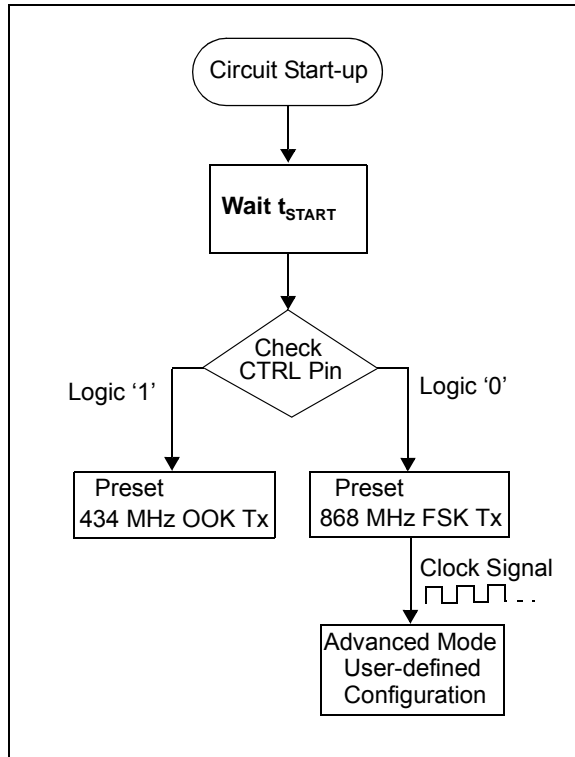 Circuit Start-up
Wait tSTART
Check
CTRL Pin
Logic ‘1’
Logic ‘0’
Preset
434 MHz OOK Tx
Preset
868 MHz FSK Tx
Clock Signal
Advanced Mode
User-defined
Configuration